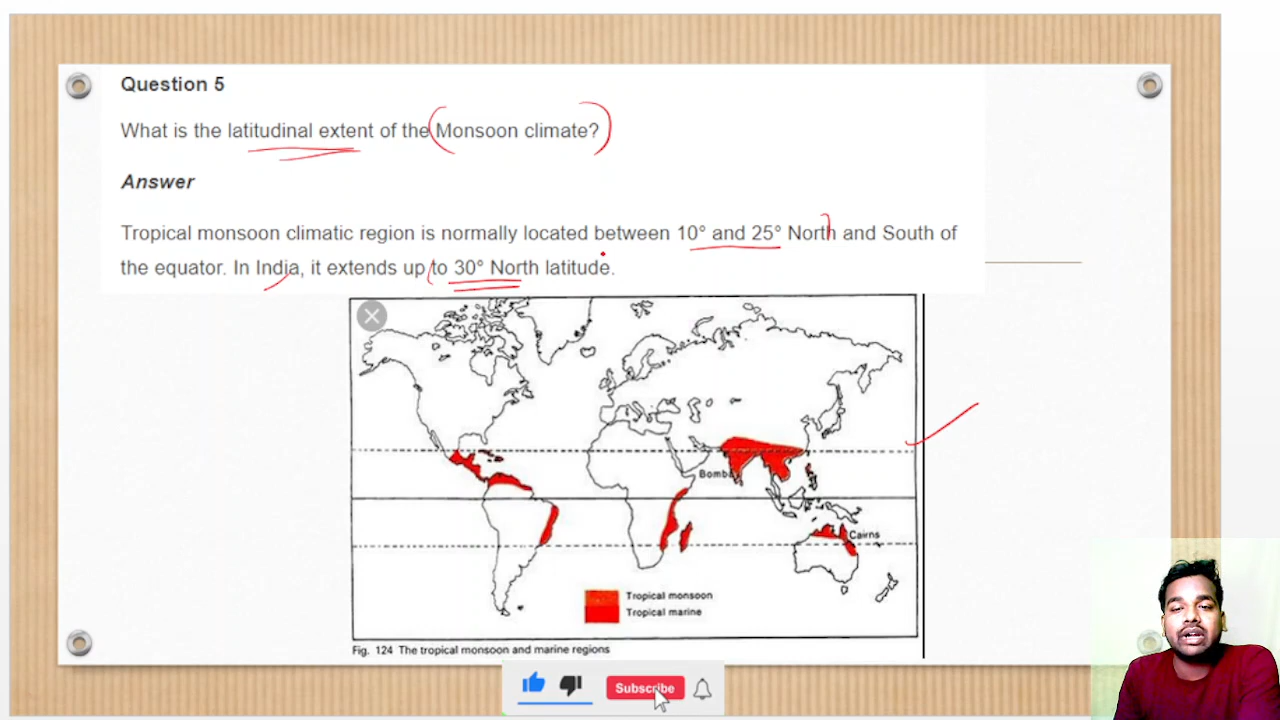 Question 5
What is the latitudinal extent of the Monsoon climate?
Answer
Tropical monsoon climatic region is normally located between 10° and 25° North and South of
the equator. In India, it extends up to 30° North latitude.
Bomb
Cairns
Tropical monsoon
Tropical marine
Fig. 124 The tropical monsoon and marine regions
Subscribe